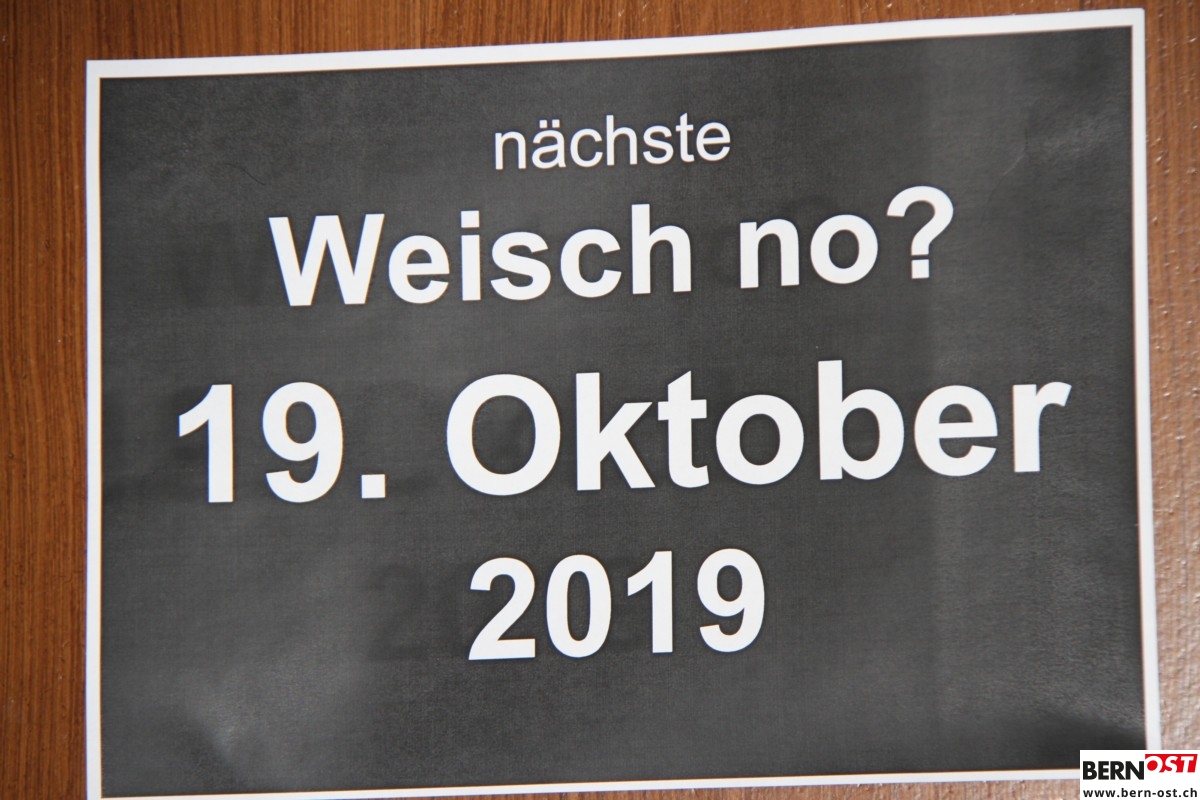 nächste
Weisch no?
19. Oktober
2019
BERNOST
www.bern-ost.ch